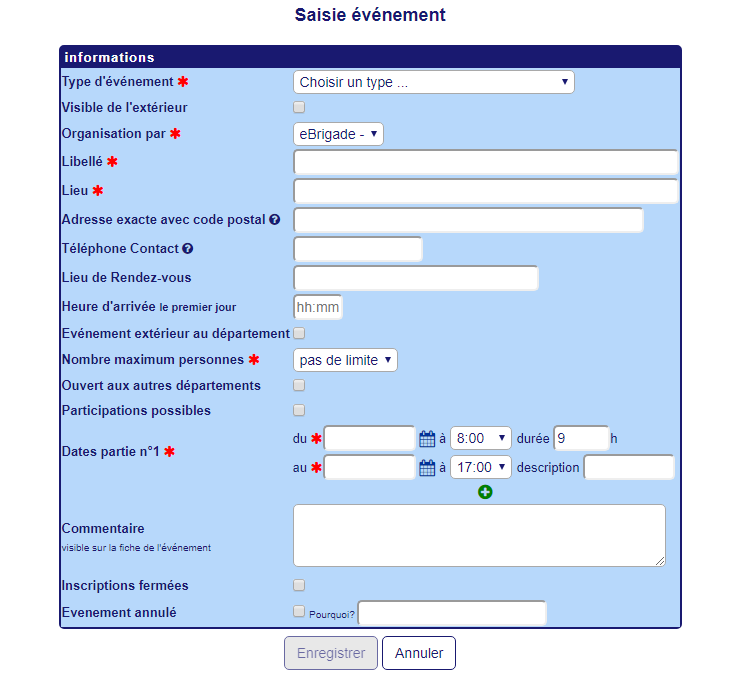 Saisie événement
informations
Type d'événement ✱ Choisir un type ...
Visible de l'extérieur
Organisation par ✱ eBrigade -
Libellé ✱
Lieu ✱
Adresse exacte avec code postal ?
Téléphone Contact ?
Lieu de Rendez-vous
Heure d'arrivée le premier jour hh:mm
Evénement extérieur au département
Nombre maximum personnes ✱ pas de limite
Ouvert aux autres départements
Participations possibles
Dates partie n°1 ✱
du ✱ à 8:00 durée 9 h
au ✱ à 17:00 description
Commentaire
visible sur la fiche de l'événement
Inscriptions fermées
Evenement annulé Pourquoi?
Enregistrer Annuler